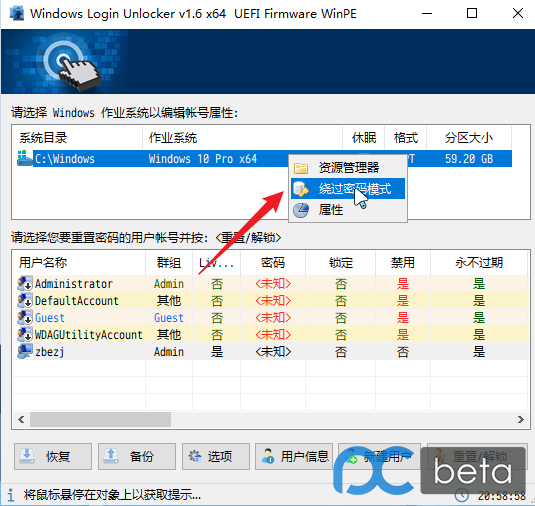 Windows Login Unlocker v1.6 x64  UEFI Firmware WinPE
请选择 Windows 作业系统以编辑帐号属性:
系统目录 作业系统 休眠 格式 分区大小
C:\Windows Windows 10 Pro x64 PT 59.20 GB
资源管理器
绕过密码模式
属性
请选择您要重置密码的用户帐号并按: <重置/解锁>
用户名称 群组 Liv... 密码 锁定 禁用 永不过期
Administrator Admin 否 <未知> 否 是 是
DefaultAccount 其他 否 <未知> 否 是 是
Guest Guest 否 <未知> 否 是 是
WDAGUtilityAccount 其他 否 <未知> 否 是 是
zbezj Admin 是 <未知> 否 否 是
恢复 备份 选项 用户信息 新建用户 重置/解锁
pc beta
将鼠标悬停在对象上以获取提示... 20:58:58